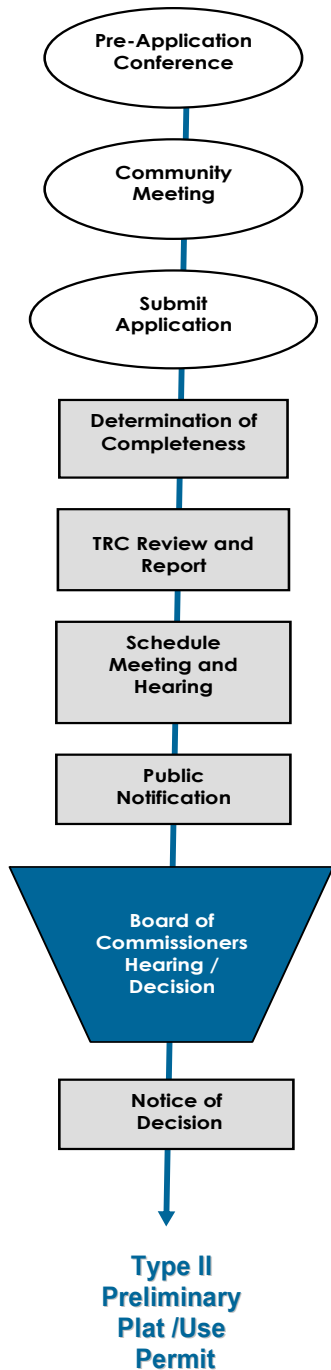 Pre-Application
Conference
Community
Meeting
Submit
Application
Determination of
Completeness
TRC Review and
Report
Schedule
Meeting and
Hearing
Public
Notification
Board of
Commissioners
Hearing /
Decision
Notice of
Decision
Type II
Preliminary
Plat /Use
Permit